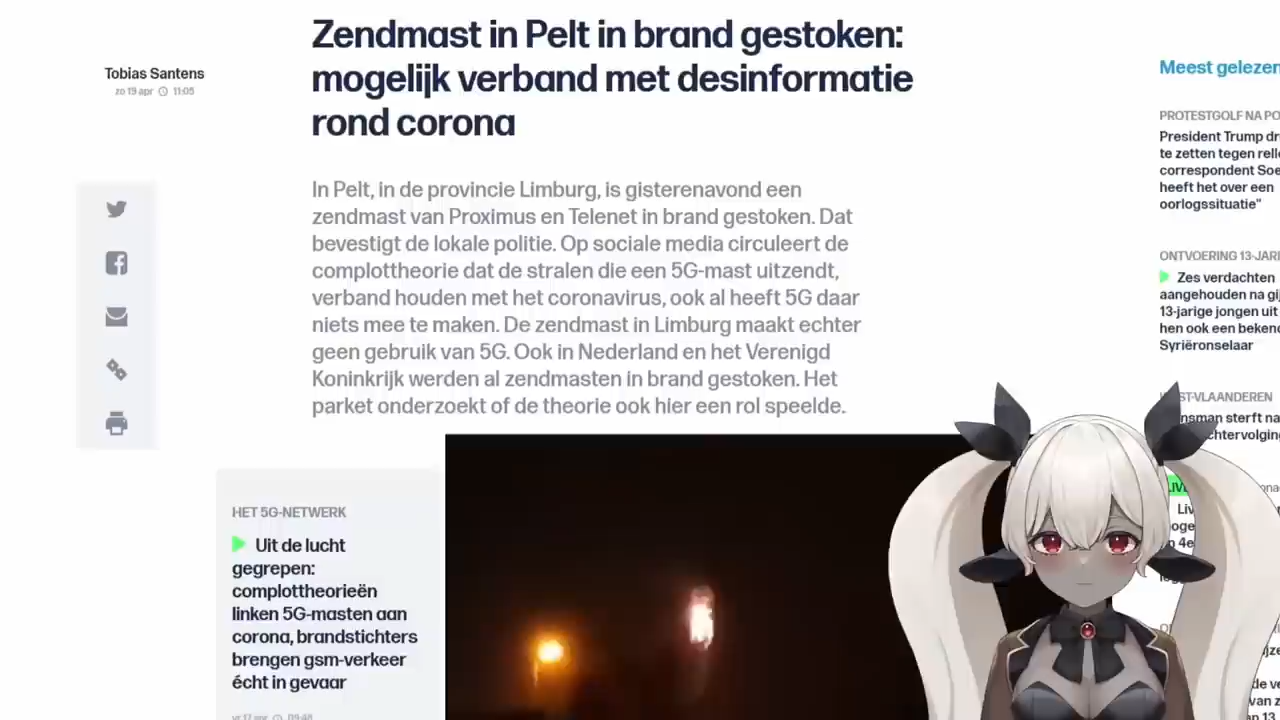 Zendmast in Pelt in brand gestoken:
mogelijk verband met desinformatie
rond corona
Tobias Santens
zo 19 apr 11:05
In Pelt, in de provincie Limburg, is gisterenavond een
zendmast van Proximus en Telenet in brand gestoken. Dat
bevestigt de lokale politie. Op sociale media circuleert de
complottheorie dat de stralen die een 5G-mast uitzendt,
verband houden met het coronavirus, ook al heeft 5G daar
niets mee te maken. De zendmast in Limburg maakt echter
geen gebruik van 5G. Ook in Nederland en het Verenigd
Koninkrijk werden al zendmasten in brand gestoken. Het
parket onderzoekt of de theorie ook hier een rol speelde.
HET 5G-NETWERK
Uit de lucht
gegrepen:
complottheorieën
linken 5G-masten aan
corona, brandstichters
brengen gsm-verkeer
écht in gevaar
vr 17 apr 09:48
Meest gelezen
PROTESTGOLF NA PO
President Trump dr
te zetten tegen relle
correspondent Soe
heeft het over een
oorlogssituatie"
ONTVOERING 13-JARI
Zes verdachten
aangehouden na gij
13-jarige jongen uit
hen ook een bekend
Syriëronselaar
ST-VLAANDEREN
nsman sterft na
chtervolging
LIVE
Liv